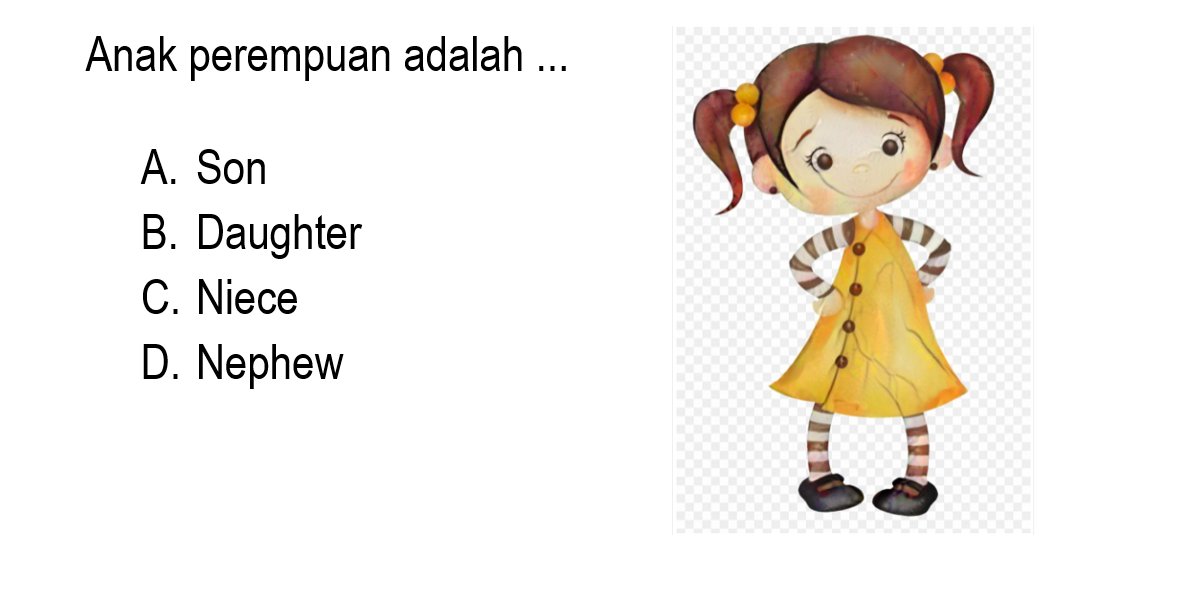 Anak perempuan adalah ...
A. Son
B. Daughter
C. Niece
D. Nephew